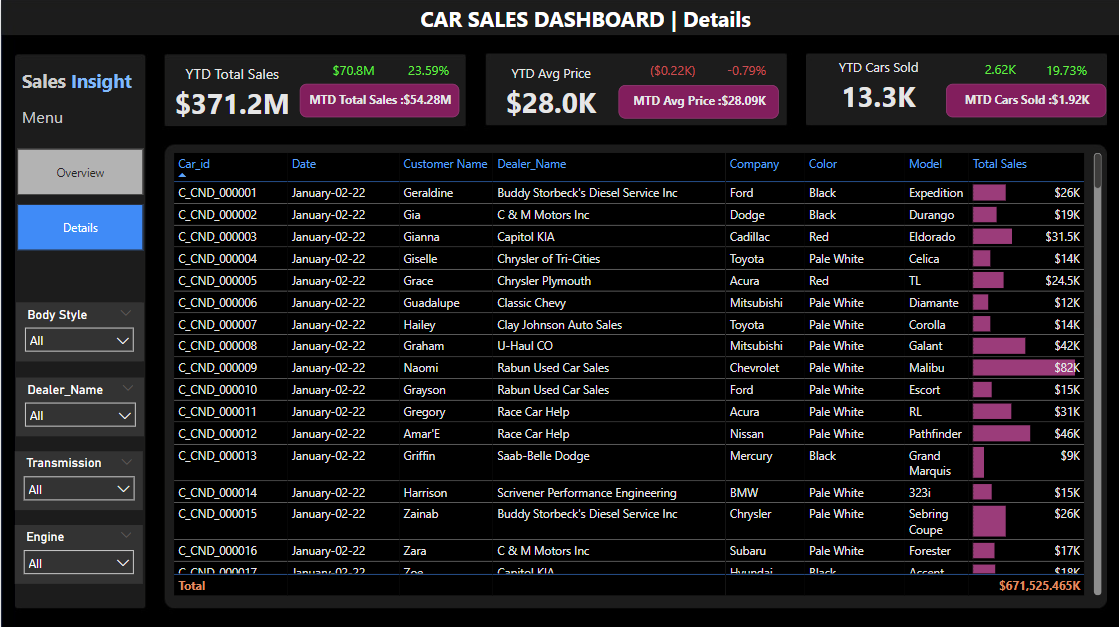 CAR SALES DASHBOARD | Details
Sales Insight
Menu
Overview
Details
Body Style
All
Dealer_Name
All
Transmission
All
Engine
All
YTD Total Sales
$371.2M
$70.8M 23.59%
MTD Total Sales :$54.28M
YTD Avg Price
$28.0K
($0.22K) -0.79%
MTD Avg Price :$28.09K
YTD Cars Sold
13.3K
2.62K 19.73%
MTD Cars Sold :$1.92K
Car_id Date Customer Name Dealer_Name Company Color Model Total Sales
C_CND_000001 January-02-22 Geraldine Buddy Storbeck's Diesel Service Inc Ford Black Expedition $26K
C_CND_000002 January-02-22 Gia C & M Motors Inc Dodge Black Durango $19K
C_CND_000003 January-02-22 Gianna Capitol KIA Cadillac Red Eldorado $31.5K
C_CND_000004 January-02-22 Giselle Chrysler of Tri-Cities Toyota Pale White Celica $14K
C_CND_000005 January-02-22 Grace Chrysler Plymouth Acura Red TL $24.5K
C_CND_000006 January-02-22 Guadalupe Classic Chevy Mitsubishi Pale White Diamante $12K
C_CND_000007 January-02-22 Hailey Clay Johnson Auto Sales Toyota Pale White Corolla $14K
C_CND_000008 January-02-22 Graham U-Haul CO Mitsubishi Pale White Galant $42K
C_CND_000009 January-02-22 Naomi Rabun Used Car Sales Chevrolet Pale White Malibu $82K
C_CND_000010 January-02-22 Grayson Rabun Used Car Sales Ford Pale White Escort $15K
C_CND_000011 January-02-22 Gregory Race Car Help Acura Pale White RL $31K
C_CND_000012 January-02-22 Amar'E Race Car Help Nissan Pale White Pathfinder $46K
C_CND_000013 January-02-22 Griffin Saab-Belle Dodge Mercury Black Grand $9K
Marquis
C_CND_000014 January-02-22 Harrison Scrivener Performance Engineering BMW Pale White 323i $15K
C_CND_000015 January-02-22 Zainab Buddy Storbeck's Diesel Service Inc Chrysler Pale White Sebring $26K
Coupe
C_CND_000016 January-02-22 Zara C & M Motors Inc Subaru Pale White Forester $17K
C_CND_000017 January-02-22 Zoe Capitol KIA Hyundai Black Accent $18K
Total $671,525.465K